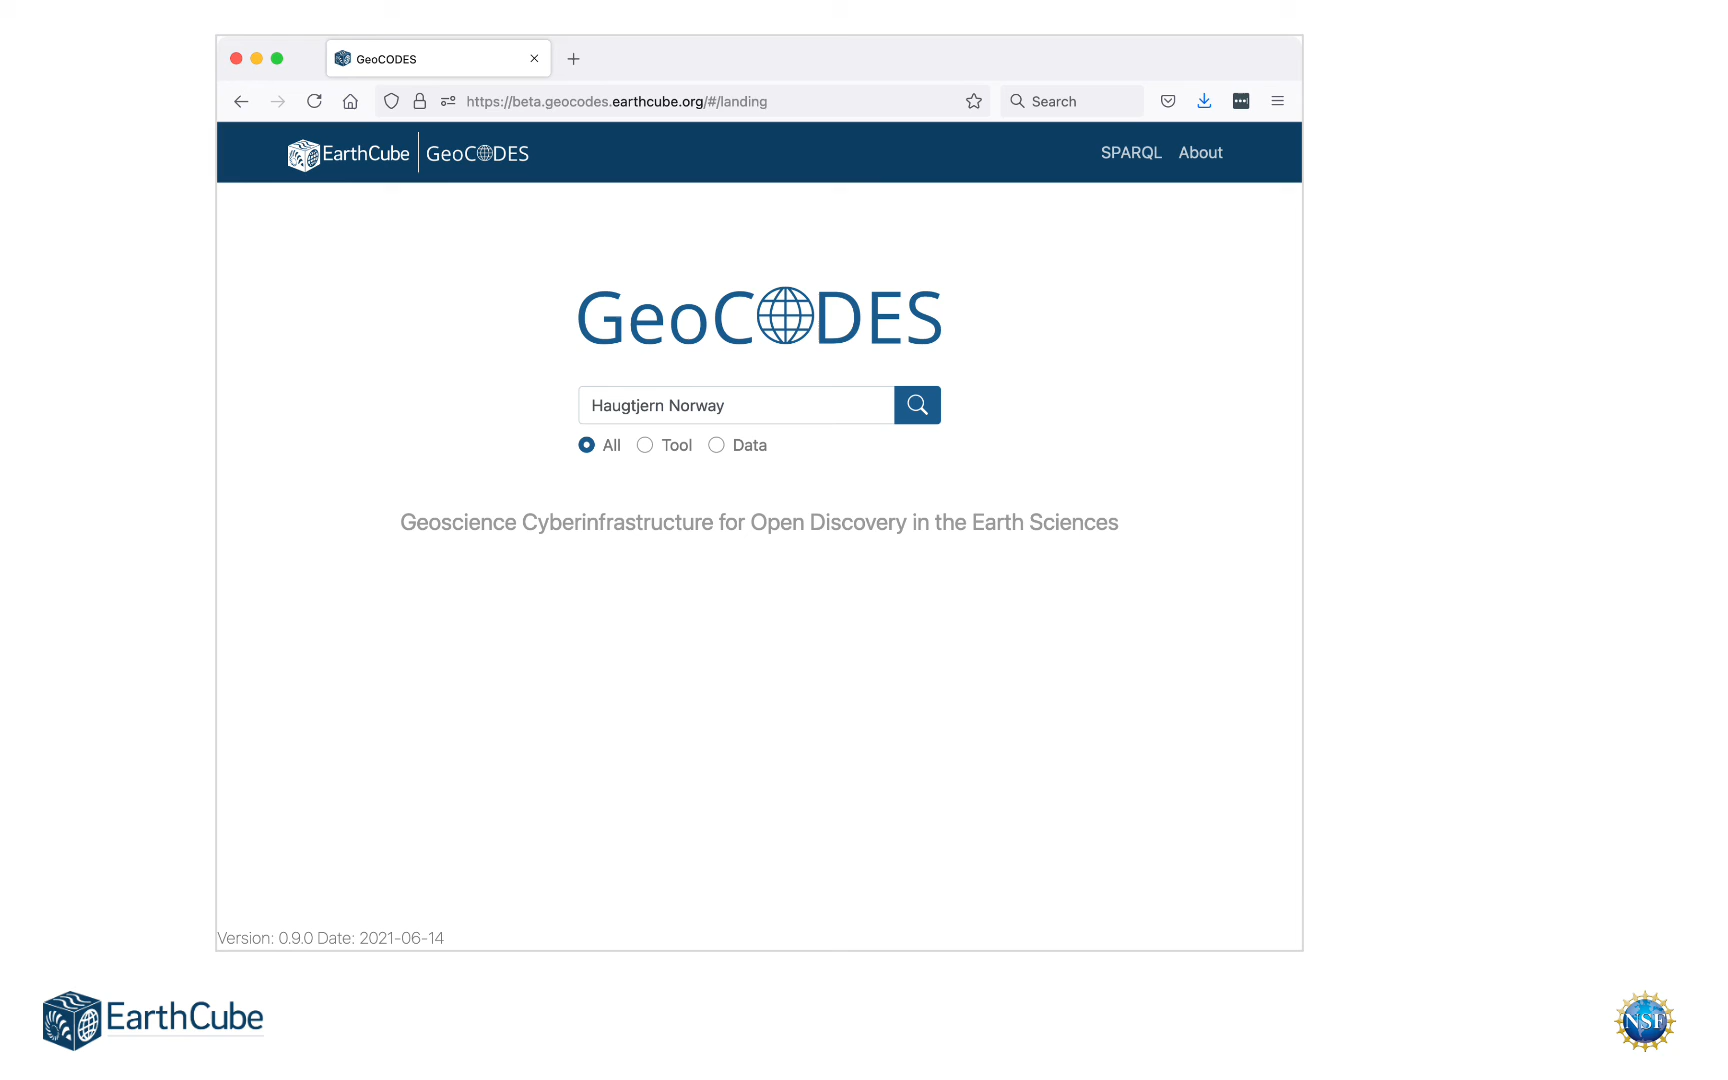 GeoCODES
https://beta.geocodes.earthcube.org/#/landing
Search
EarthCube
GeoCODES
SPARQL
About
GeoCODES
Haugtjern Norway
All
Tool
Data
Geoscience Cyberinfrastructure for Open Discovery in the Earth Sciences
Version: 0.9.0 Date: 2021-06-14
EarthCube
NSF